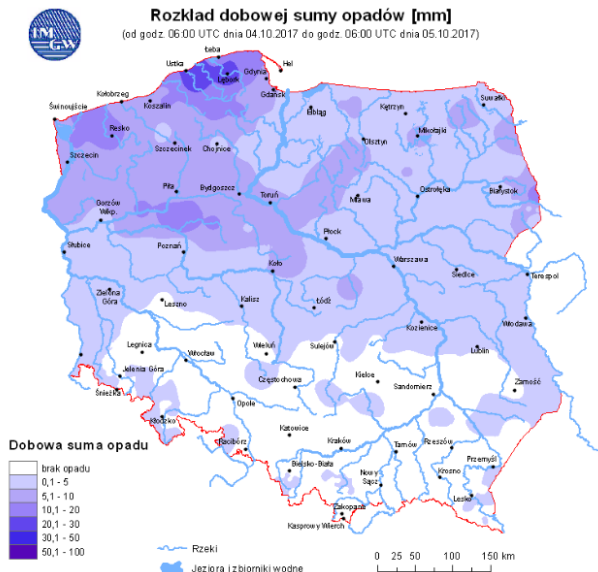 Rozkład dobowej sumy opadów [mm]
(od godz. 06:00 UTC dnia 04.10.2017 do godz. 06:00 UTC dnia 05.10.2017)
IM
GW
Łeba
Ustka
Lębork
Gdynia
Hel
Gdańsk
Kołobrzeg
Koszalin
Świnoujście
Resko
Elbląg
Kętrzyn
Suwałki
Szczecin
Szczecinek
Chojnice
Olsztyn
Mikołajki
Piła
Bydgoszcz
Toruń
Mława
Ostrołęka
Białystok
Gorzów
Wlkp.
Płock
Słubice
Poznań
Koło
Warszawa
Siedlce
Terespol
Zielona
Góra
Leszno
Kalisz
Łódź
Kozienice
Włodawa
Legnica
Wrocław
Wieluń
Sulejów
Lublin
Jelenia Góra
Śnieżka
Częstochowa
Kielce
Sandomierz
Zamość
Kłodzko
Opole
Racibórz
Katowice
Kraków
Tarnów
Rzeszów
Przemyśl
Bielsko-Biała
Nowy
Sącz
Krosno
Lesko
Zakopane
Kasprowy Wierch
Dobowa suma opadu
brak opadu
0,1 - 5
5,1 - 10
10,1 - 20
20,1 - 30
30,1 - 50
50,1 - 100
Rzeki
Jeziora i zbiorniki wodne
0 25 50 100 150 km